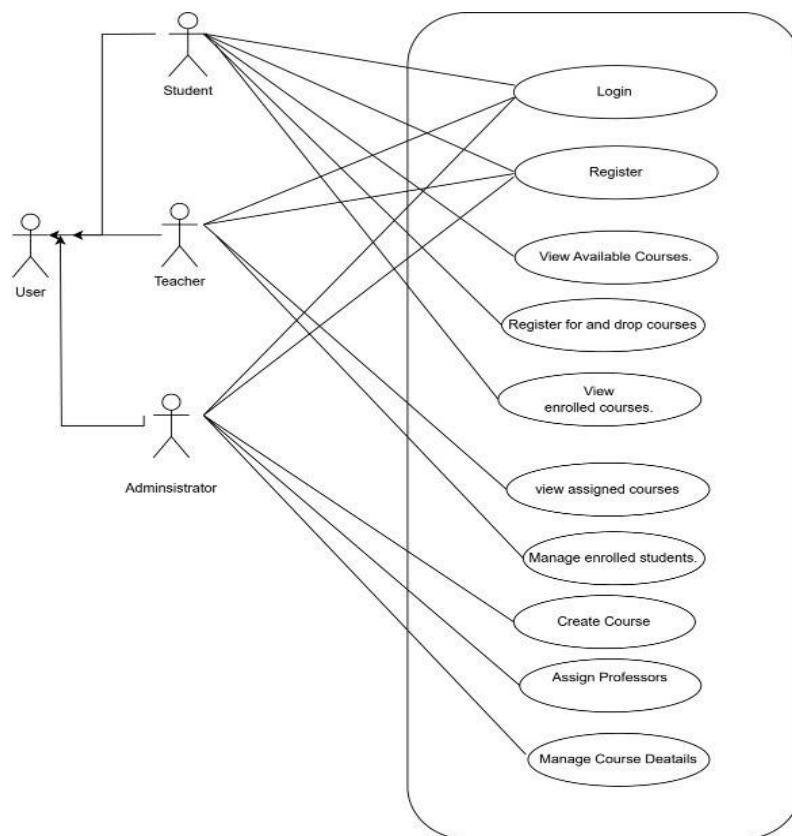 Student
Login
Register
User
Teacher
View Available Courses.
Register for and drop courses
View
enrolled courses.
Adminsistrator
view assigned courses
Manage enrolled students.
Create Course
Assign Professors
Manage Course Deatails